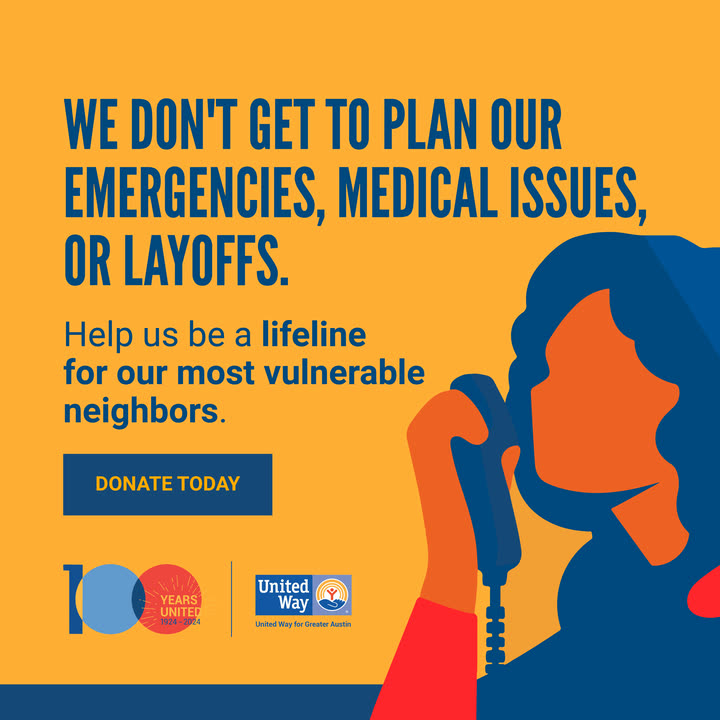 WE DON'T GET TO PLAN OUR
EMERGENCIES, MEDICAL ISSUES,
OR LAYOFFS.
Help us be a lifeline
for our most vulnerable
neighbors.
DONATE TODAY
100
YEARS
UNITED
1924 - 2024
United
Way
United Way for Greater Austin